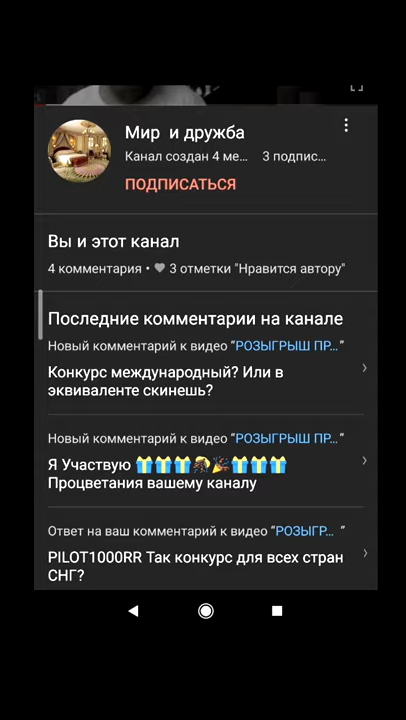 Мир и дружба
Канал создан 4 ме... 3 подпис...
ПОДПИСАТЬСЯ
Вы и этот канал
4 комментария • 3 отметки "Нравится автору"
Последние комментарии на канале
Новый комментарий к видео “РОЗЫГРЫШ ПР...”
Конкурс международный? Или в
эквиваленте скинешь?
Новый комментарий к видео “РОЗЫГРЫШ ПР...”
Я Участвую 🎁🎁🎁🎉🎁🎁🎁
Процветания вашему каналу
Ответ на ваш комментарий к видео “РОЗЫГР... ”
PILOT1000RR Так конкурс для всех стран
СНГ?